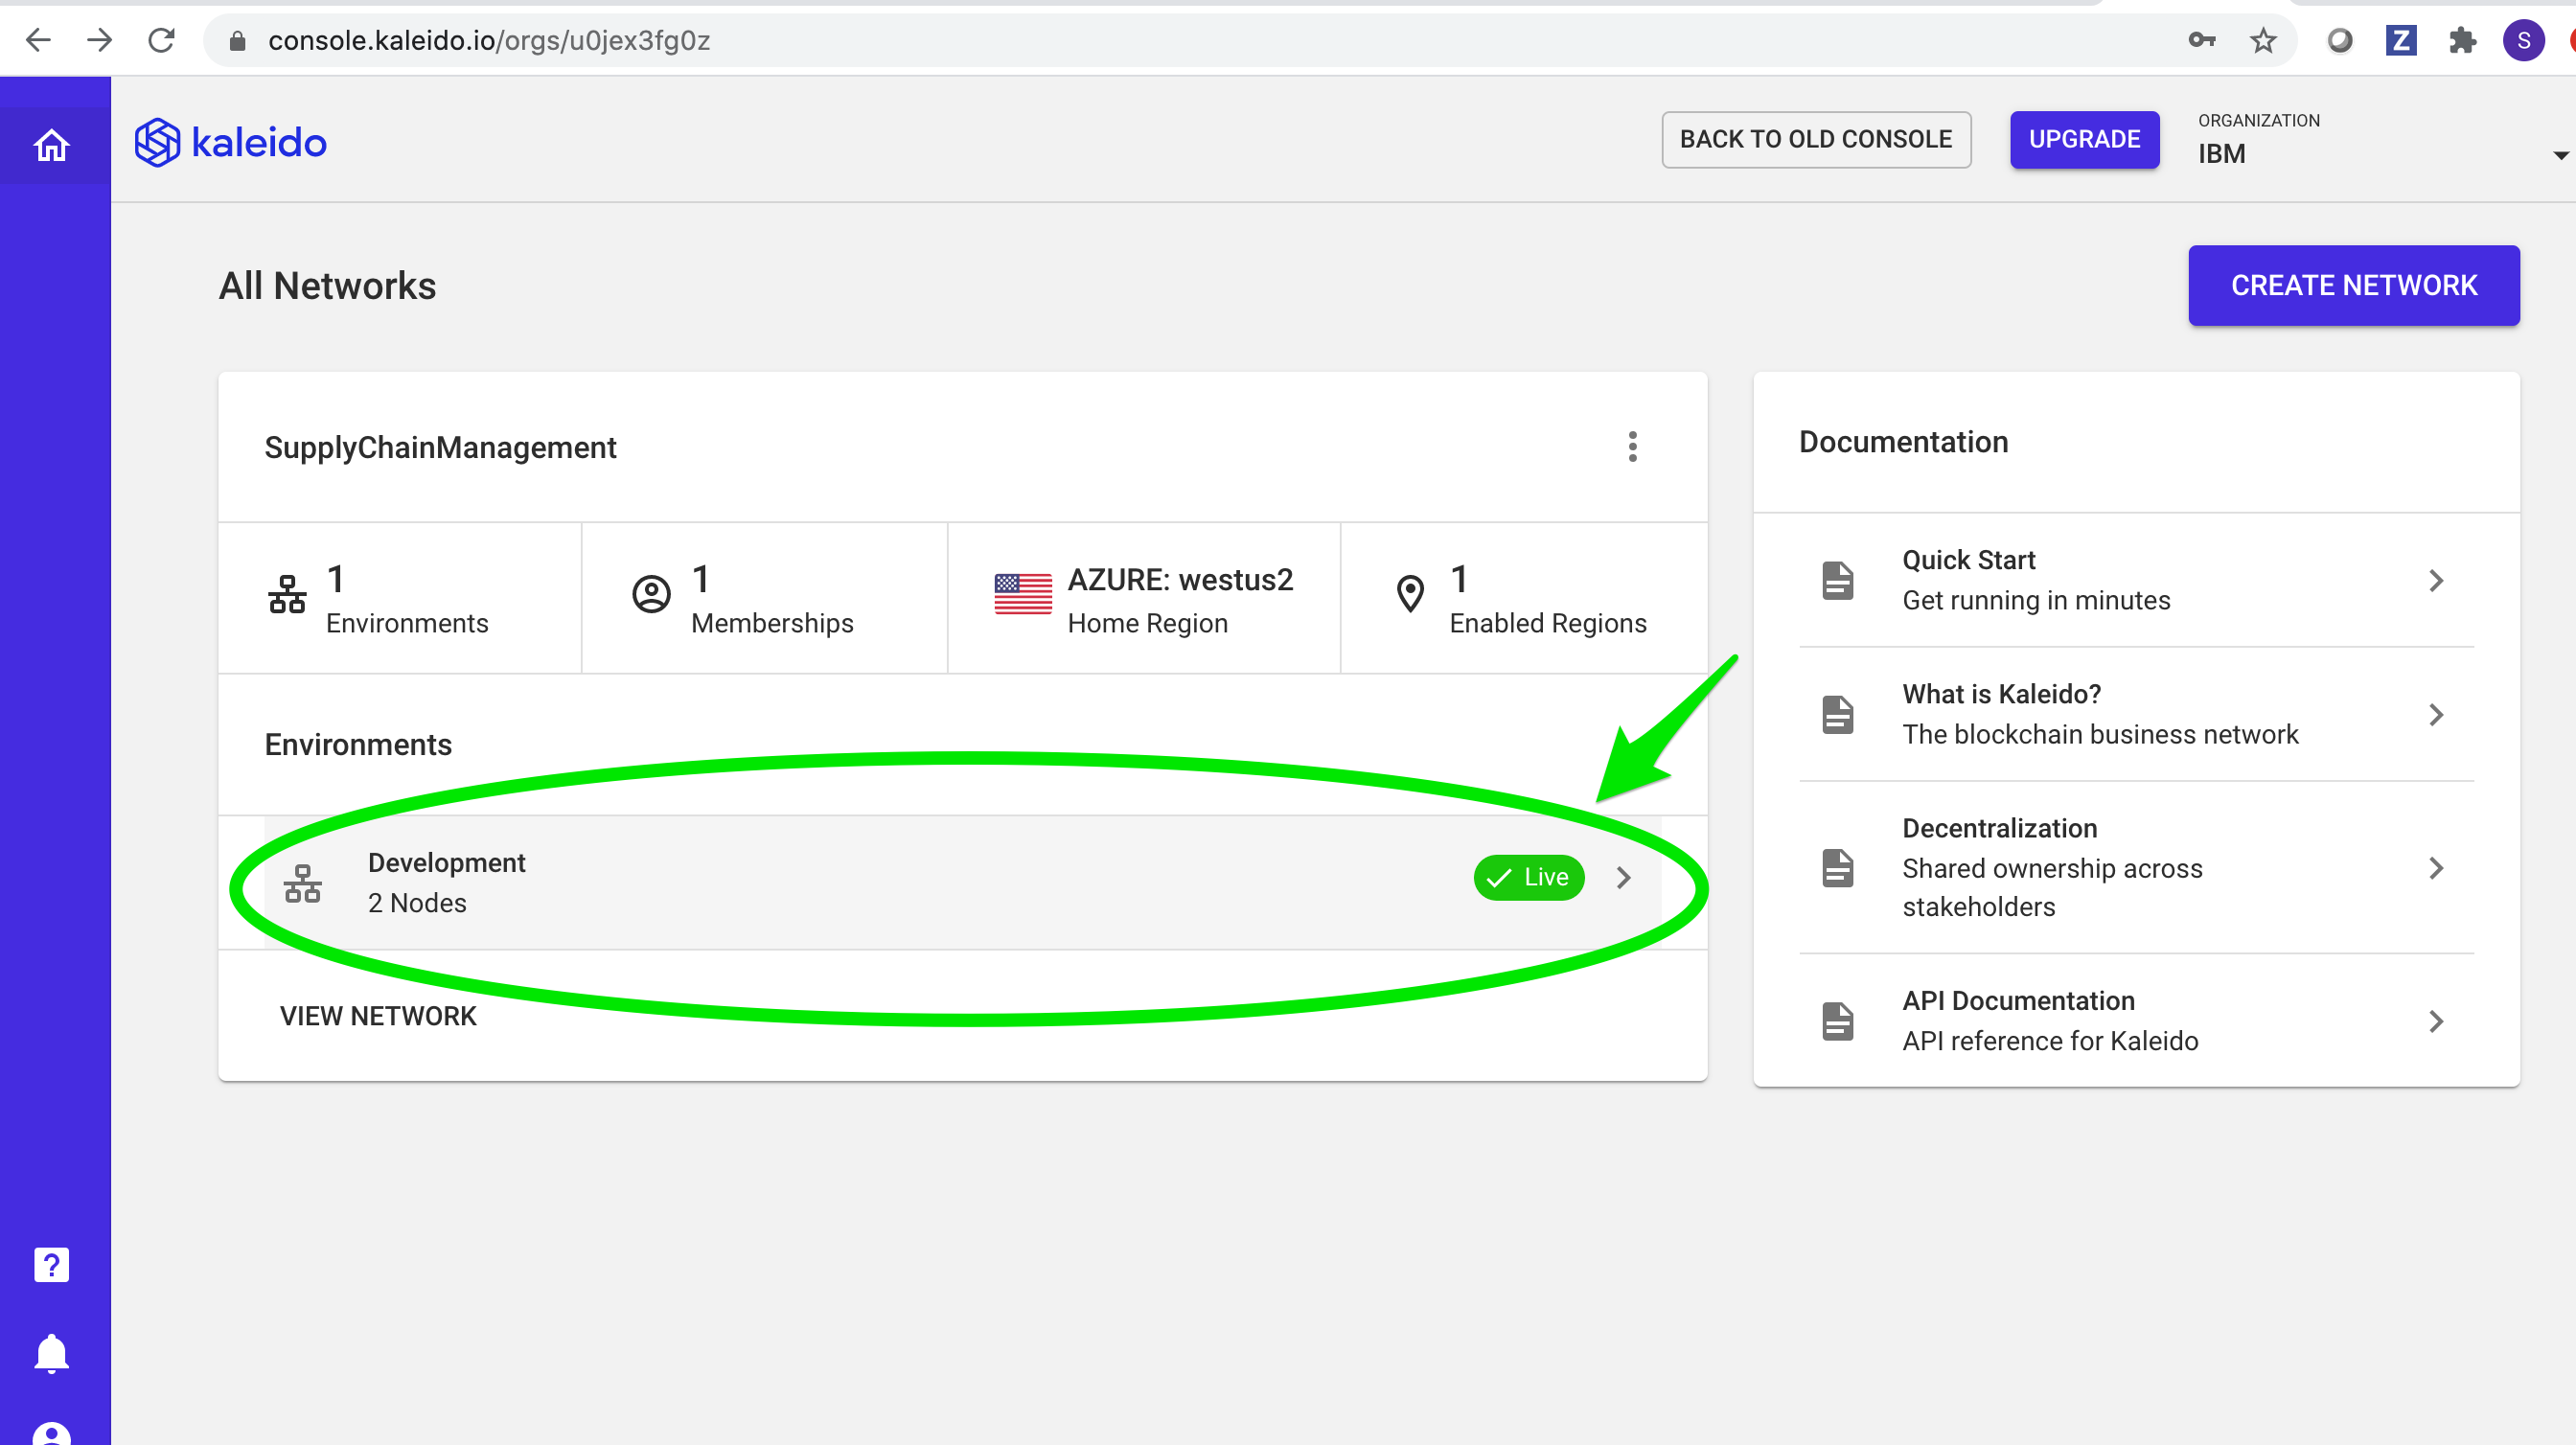 console.kaleido.io/orgs/u0jex3fg0z
Z
S
kaleido
BACK TO OLD CONSOLE
UPGRADE
ORGANIZATION
IBM
All Networks
CREATE NETWORK
SupplyChainManagement
1
Environments
1
Memberships
AZURE: westus2
Home Region
1
Enabled Regions
Environments
Development
2 Nodes
Live
VIEW NETWORK
Documentation
Quick Start
Get running in minutes
What is Kaleido?
The blockchain business network
Decentralization
Shared ownership across
stakeholders
API Documentation
API reference for Kaleido
?